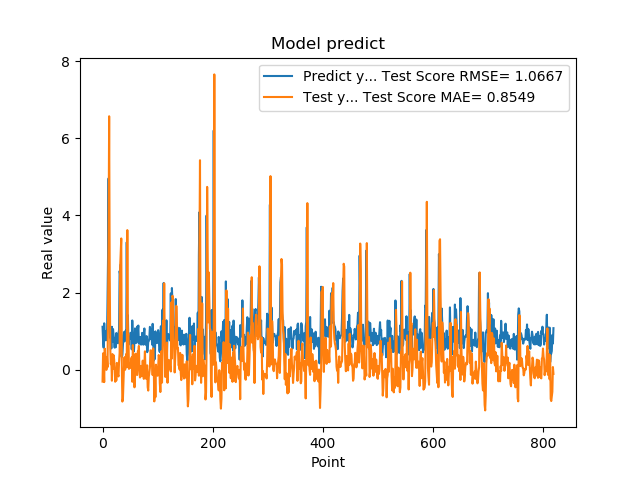 Model predict
Predict y... Test Score RMSE= 1.0667
Test y... Test Score MAE= 0.8549
8
6
4
2
0
Real value
0 200 400 600 800
Point